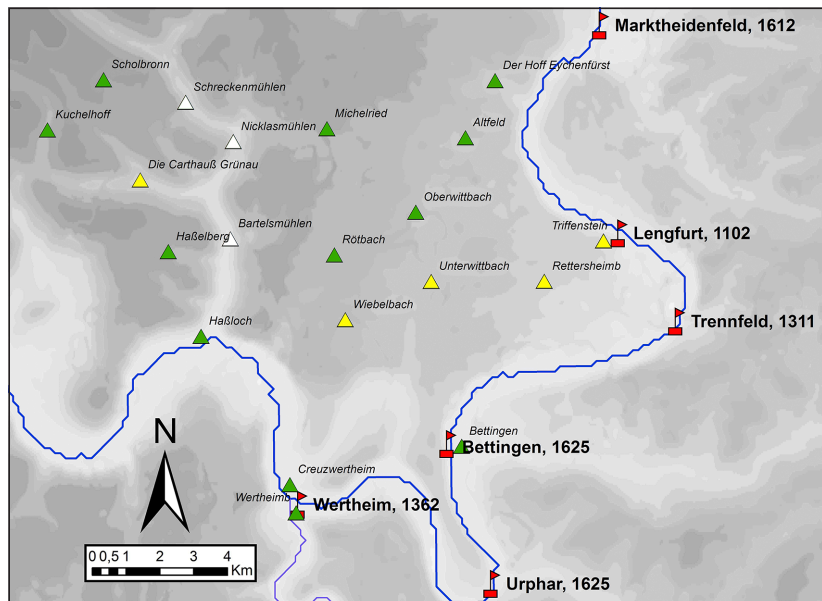 Marktheidenfeld, 1612
Scholbronn
Der Hoff Eychenfürst
Schreckenmühlen
Kuchelhoff
Michelried
Altfeld
Nicklasmühlen
Die Carthauß Grünau
Oberwittbach
Bartelsmühlen
Triffenstein
Haßelberg
Lengfurt, 1102
Rötbach
Unterwittbach
Rettersheimb
Wiebelbach
Haßloch
Trennfeld, 1311
N
Bettingen
Bettingen, 1625
Creuzwertheim
Wertheimb
Wertheim, 1362
0 0,5 1 2 3 4
Km
Urphar, 1625